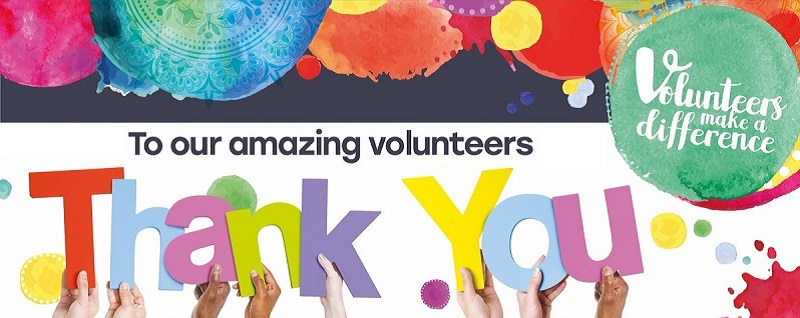 Volunteers
make a
difference
To our amazing volunteers
Thank You